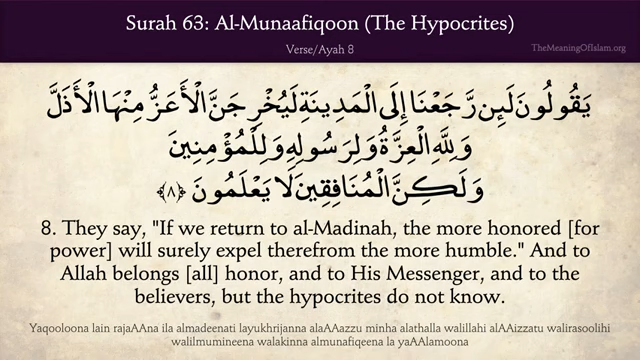 Surah 63: Al-Munaafiqoon (The Hypocrites)
Verse/Ayah 8
TheMeaningOfIslam.org
يَقُولُونَ لَئِن رَّجَعْنَا إِلَى الْمَدِينَةِ لَيُخْرِجَنَّ الْأَعَزُّ مِنْهَا الْأَذَلَّ
وَلِلَّهِ الْعِزَّةُ وَلِرَسُولِهِ وَلِلْمُؤْمِنِينَ
وَلَـٰكِنَّ الْمُنَافِقِينَ لَا يَعْلَمُونَ ﴿٨﴾
8. They say, "If we return to al-Madinah, the more honored [for
power] will surely expel therefrom the more humble." And to
Allah belongs [all] honor, and to His Messenger, and to the
believers, but the hypocrites do not know.
Yaqooloona lain rajaAAna ila almadeenati layukhrijanna alaAAazzu minha alathalla walillahi alAAizzatu walirasoolihi
walilmumineena walakinna almunafiqeena la yaAAlamoona